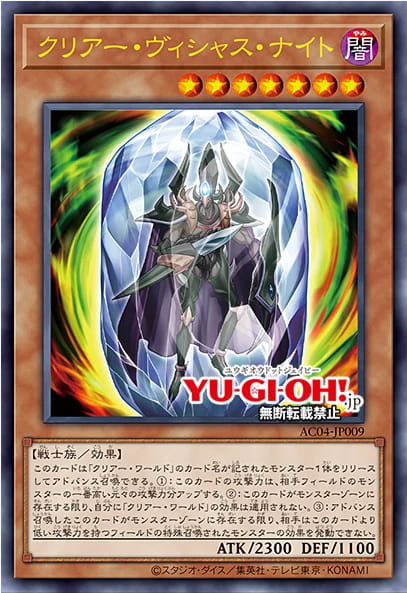 クリアー・ヴィシャス・ナイト
闇
やみ
ユウギオウドットジェイピー
YU-GI-OH!.jp
無断転載禁止
AC04-JP009
【戦士族/効果】
このカードは「クリアー・ワールド」のカード名が記されたモンスター1体をリリース
してアドバンス召喚できる。①:このカードの攻撃力は、相手フィールドのモン
スターの一番高い元々の攻撃力分アップする。②:このカードがモンスターゾーンに
存在する限り、自分に「クリアー・ワールド」の効果は適用されない。③:アドバン
ス召喚したこのカードがモンスターゾーンに存在する限り、相手はこのカードより
低い攻撃力を持つフィールドの特殊召喚されたモンスターの効果を発動できない。
ATK/2300 DEF/1100
©スタジオ・ダイス/集英社・テレビ東京・KONAMI